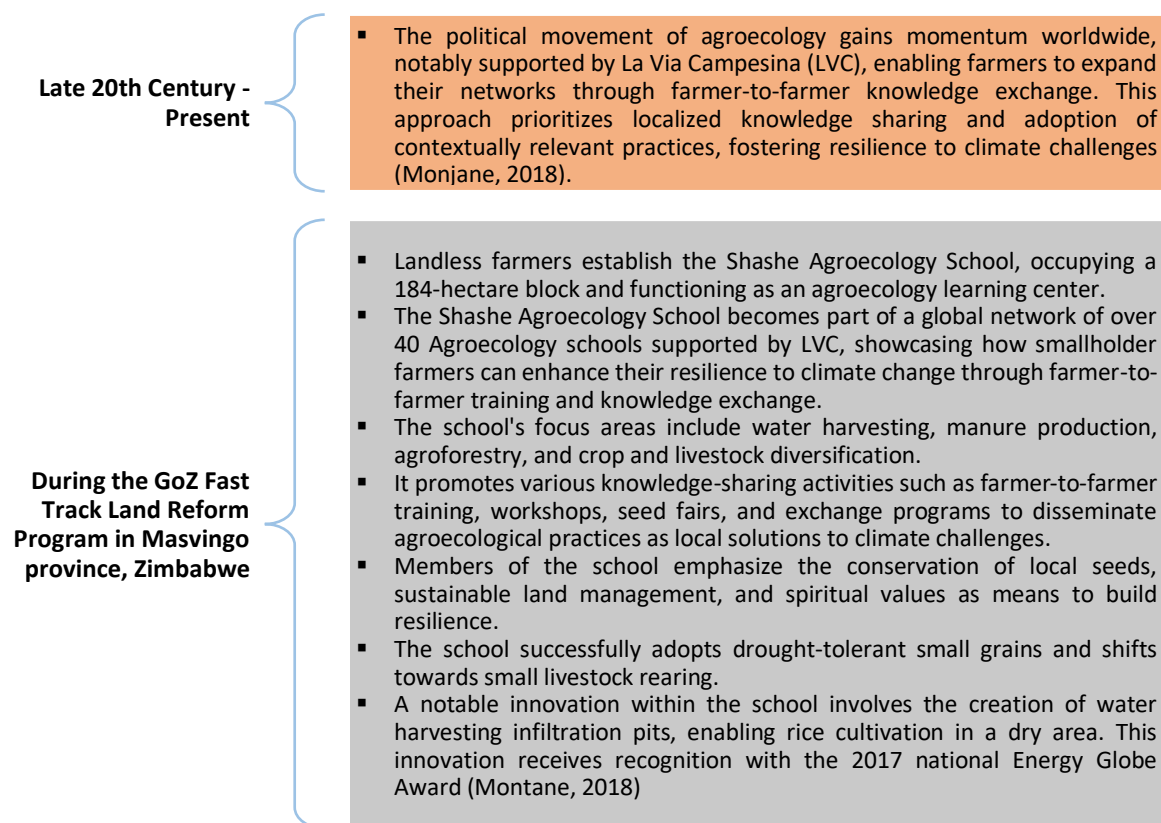 Late 20th Century -
Present
▪ The political movement of agroecology gains momentum worldwide,
notably supported by La Via Campesina (LVC), enabling farmers to expand
their networks through farmer-to-farmer knowledge exchange. This
approach prioritizes localized knowledge sharing and adoption of
contextually relevant practices, fostering resilience to climate challenges
(Monjane, 2018).
During the GoZ Fast
Track Land Reform
Program in Masvingo
province, Zimbabwe
▪ Landless farmers establish the Shashe Agroecology School, occupying a
184-hectare block and functioning as an agroecology learning center.
▪ The Shashe Agroecology School becomes part of a global network of over
40 Agroecology schools supported by LVC, showcasing how smallholder
farmers can enhance their resilience to climate change through farmer-to-
farmer training and knowledge exchange.
▪ The school's focus areas include water harvesting, manure production,
agroforestry, and crop and livestock diversification.
▪ It promotes various knowledge-sharing activities such as farmer-to-farmer
training, workshops, seed fairs, and exchange programs to disseminate
agroecological practices as local solutions to climate challenges.
▪ Members of the school emphasize the conservation of local seeds,
sustainable land management, and spiritual values as means to build
resilience.
▪ The school successfully adopts drought-tolerant small grains and shifts
towards small livestock rearing.
▪ A notable innovation within the school involves the creation of water
harvesting infiltration pits, enabling rice cultivation in a dry area. This
innovation receives recognition with the 2017 national Energy Globe
Award (Montane, 2018)